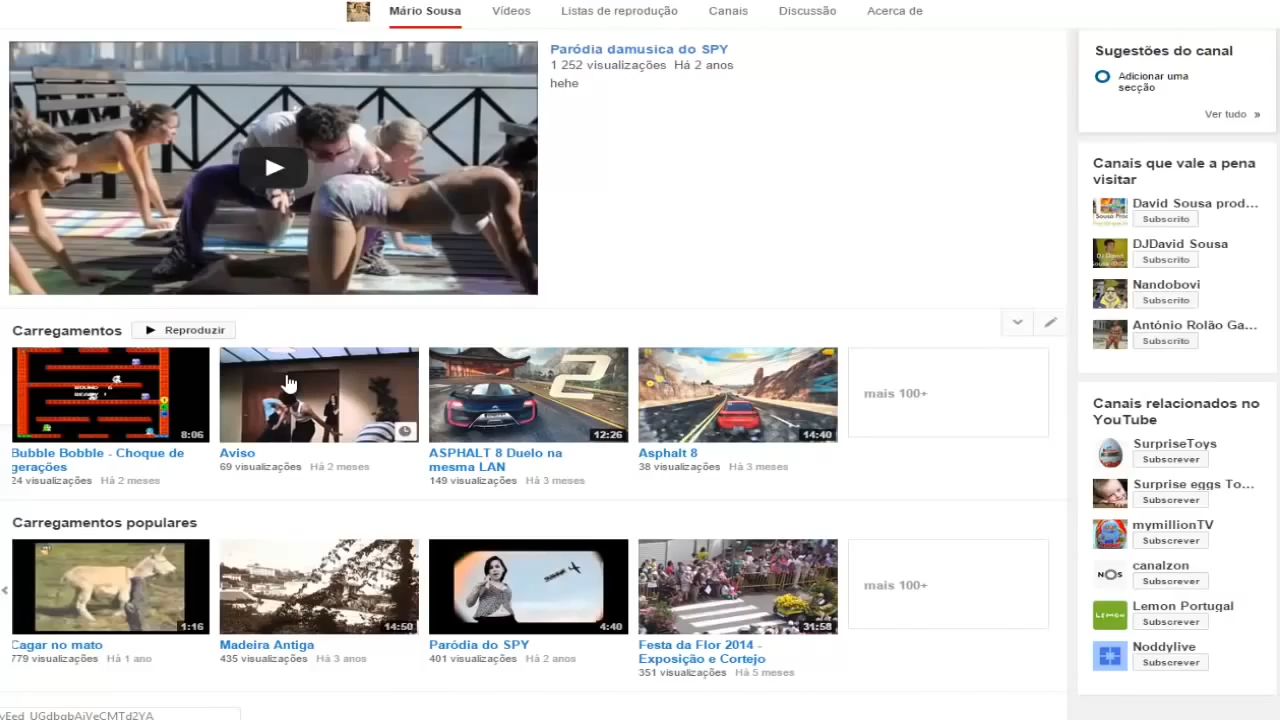 Mário Sousa Vídeos Listas de reprodução Canais Discussão Acerca de
Paródia damusica do SPY
1 252 visualizações Há 2 anos
hehe
Sugestões do canal
Adicionar uma
secção
Ver tudo »
Canais que vale a pena
visitar
David Sousa prod...
Subscrito
DJDavid Sousa
Subscrito
Nandobovi
Subscrito
António Rolão Ga...
Subscrito
Carregamentos Reproduzir
8:06
Bubble Bobble - Choque de
gerações
24 visualizações Há 2 meses
Aviso
69 visualizações Há 2 meses
2
12:26
ASPHALT 8 Duelo na
mesma LAN
149 visualizações Há 3 meses
14:40
Asphalt 8
38 visualizações Há 3 meses
mais 100+
Carregamentos populares
1:16
Cagar no mato
779 visualizações Há 1 ano
14:50
Madeira Antiga
435 visualizações Há 3 anos
4:40
Paródia do SPY
401 visualizações Há 2 anos
31:58
Festa da Flor 2014 -
Exposição e Cortejo
351 visualizações Há 5 meses
mais 100+
Canais relacionados no
YouTube
SurpriseToys
Subscrever
Surprise eggs To...
Subscrever
mymillionTV
Subscrever
NOS
canalzon
Subscrever
LEMON
Lemon Portugal
Subscrever
Noddylive
Subscrever